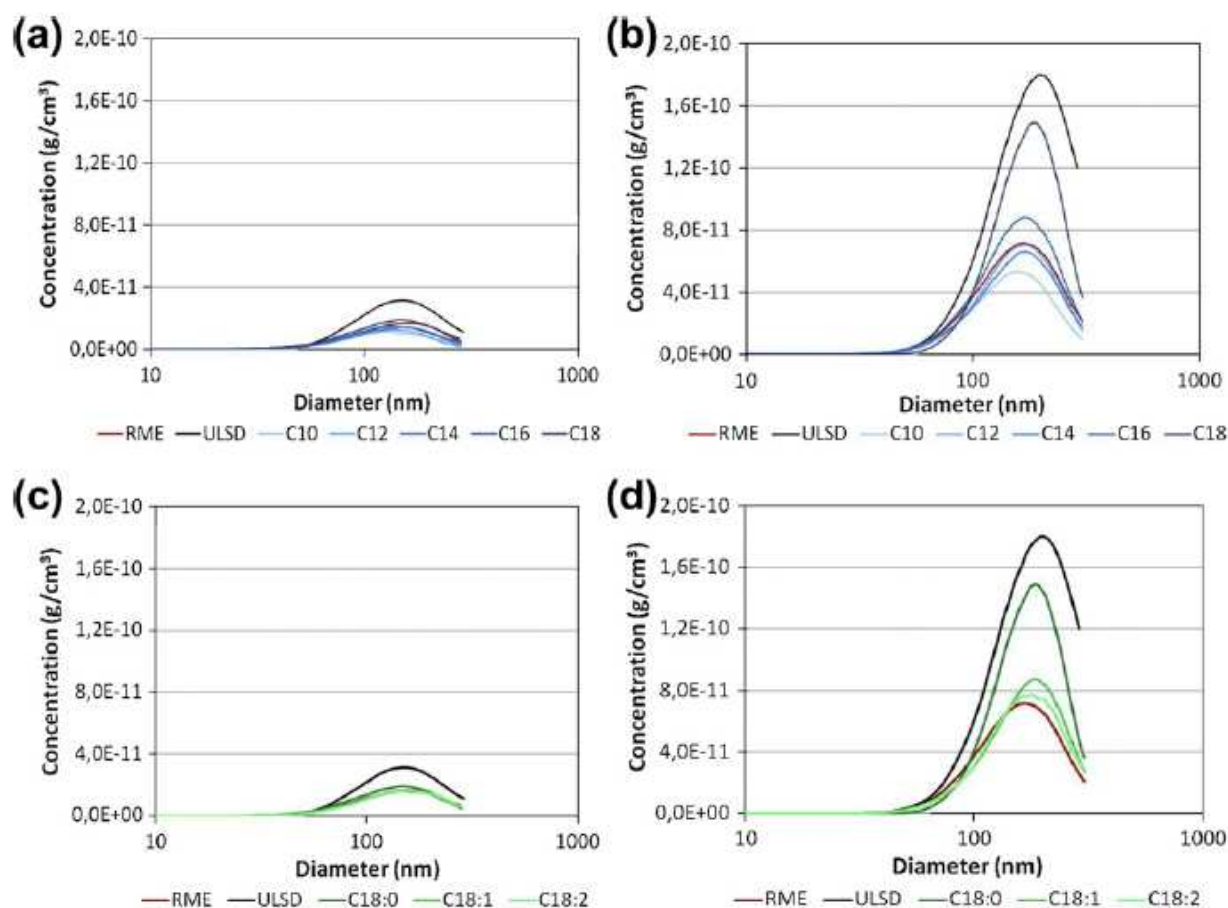 (a)
Concentration (g/cm³)
2,0E-10
1,6E-10
1,2E-10
8,0E-11
4,0E-11
0,0E+00
10 100 1000
Diameter (nm)
RME ULSD C10 C12 C14 C16 C18
(b)
Concentration (g/cm³)
2,0E-10
1,6E-10
1,2E-10
8,0E-11
4,0E-11
0,0E+00
10 100 1000
Diameter (nm)
RME ULSD C10 C12 C14 C16 C18
(c)
Concentration (g/cm³)
2,0E-10
1,6E-10
1,2E-10
8,0E-11
4,0E-11
0,0E+00
10 100 1000
Diameter (nm)
RME ULSD C18:0 C18:1 C18:2
(d)
Concentration (g/cm³)
2,0E-10
1,6E-10
1,2E-10
8,0E-11
4,0E-11
0,0E+00
10 100 1000
Diameter (nm)
RME ULSD C18:0 C18:1 C18:2